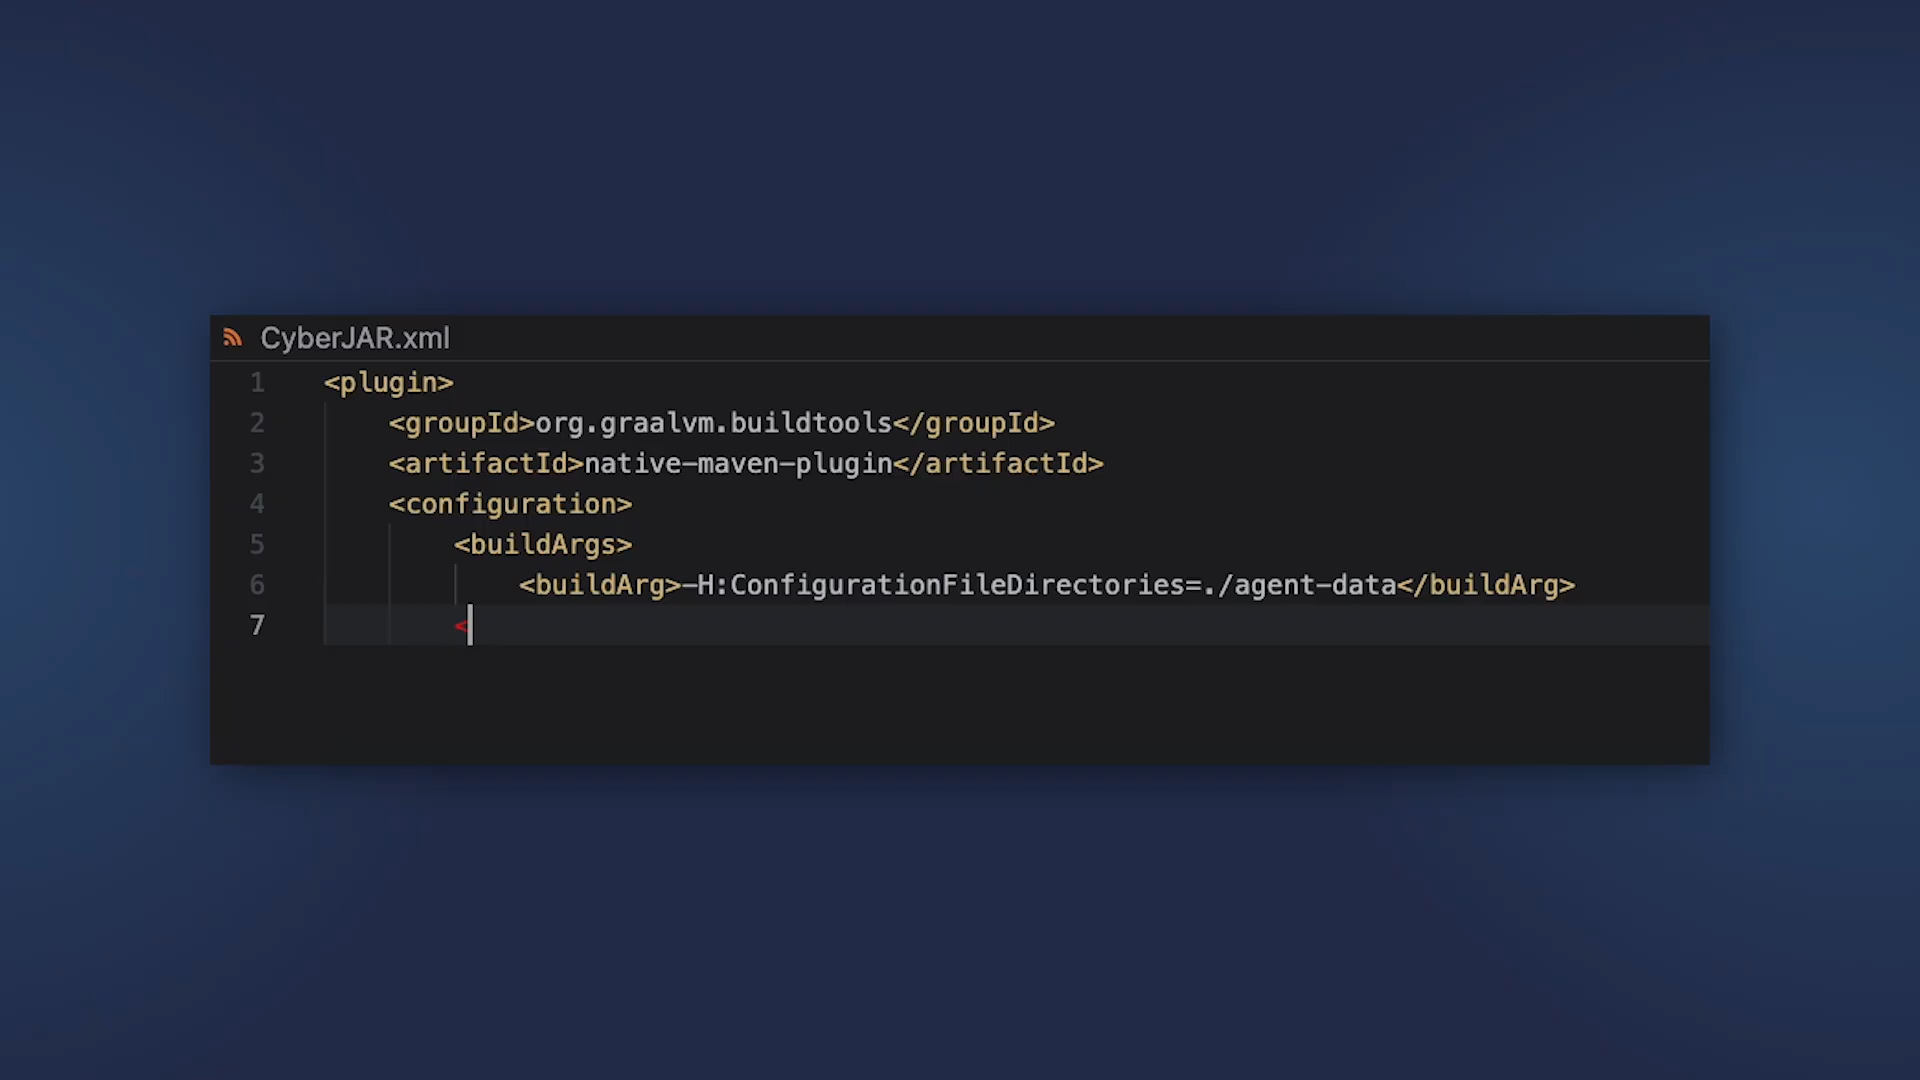 CyberJAR.xml
1 <plugin>
2 <groupId>org.graalvm.buildtools</groupId>
3 <artifactId>native-maven-plugin</artifactId>
4 <configuration>
5 <buildArgs>
6 <buildArg>-H:ConfigurationFileDirectories=./agent-data</buildArg>
7 <